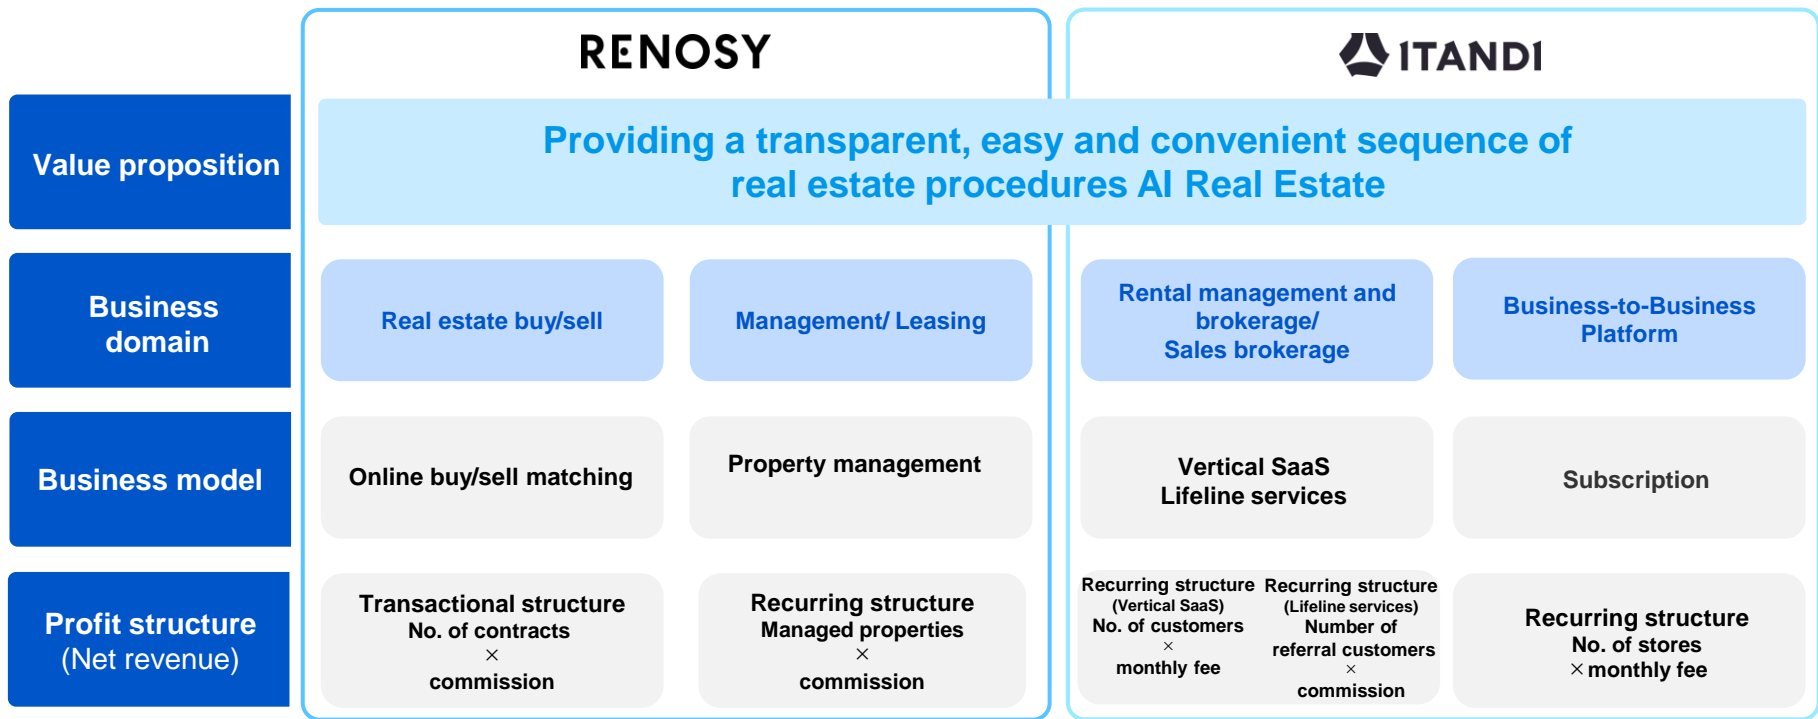 RENOSY
ITANDI
Value proposition
Providing a transparent, easy and convenient sequence of
real estate procedures AI Real Estate
Business
domain
Real estate buy/sell
Management/ Leasing
Rental management and
brokerage/
Sales brokerage
Business-to-Business
Platform
Business model
Online buy/sell matching
Property management
Vertical SaaS
Lifeline services
Subscription
Profit structure
(Net revenue)
Transactional structure
No. of contracts
×
commission
Recurring structure
Managed properties
×
commission
Recurring structure
(Vertical SaaS)
No. of customers
×
monthly fee
Recurring structure
(Lifeline services)
Number of
referral customers
×
commission
Recurring structure
No. of stores
×monthly fee